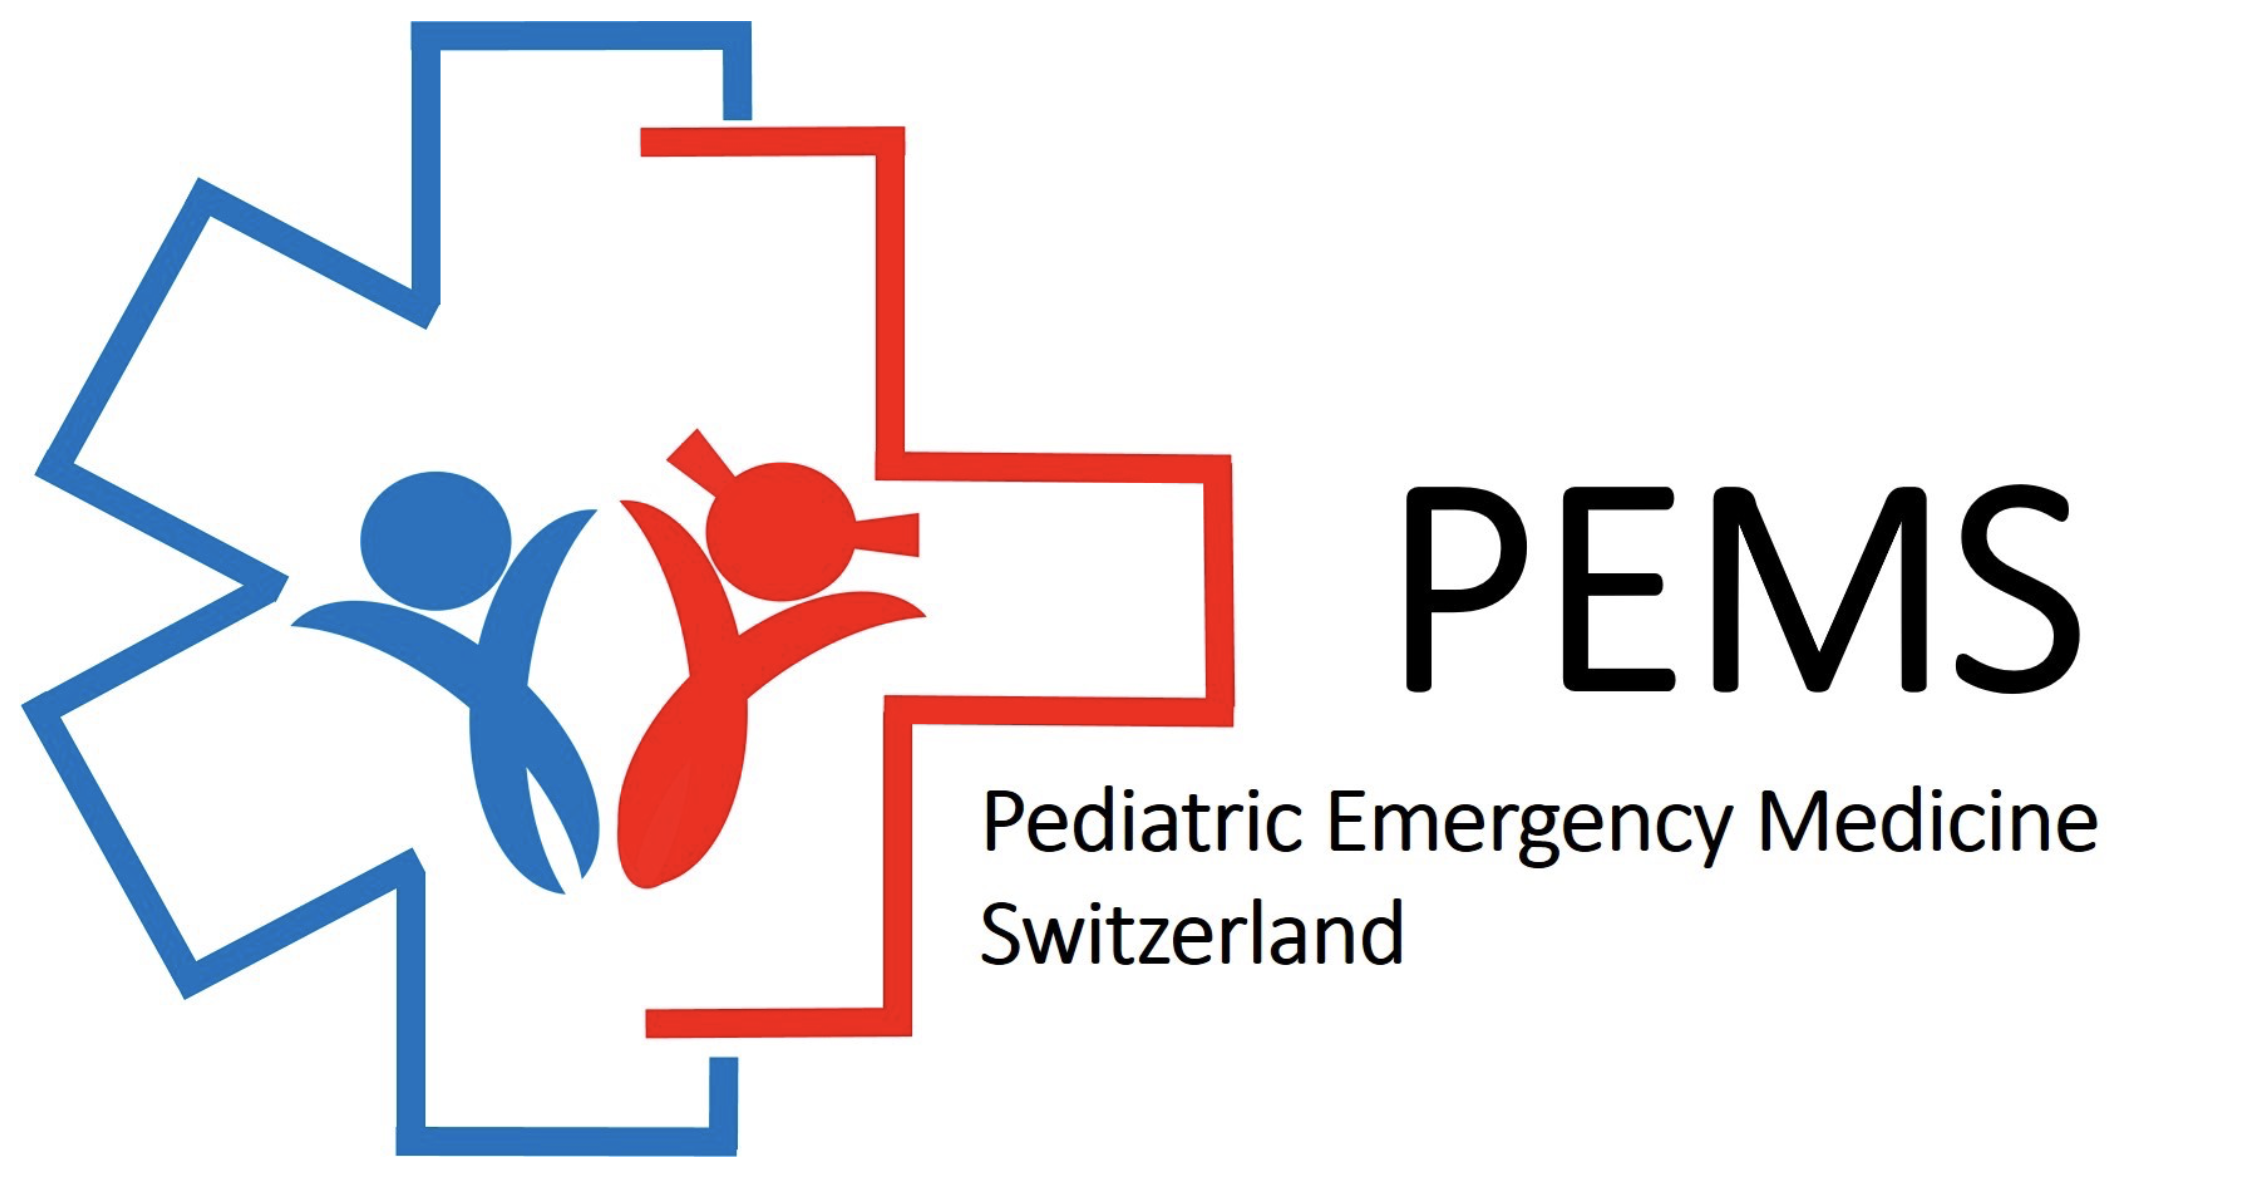 PEMS
Pediatric Emergency Medicine
Switzerland